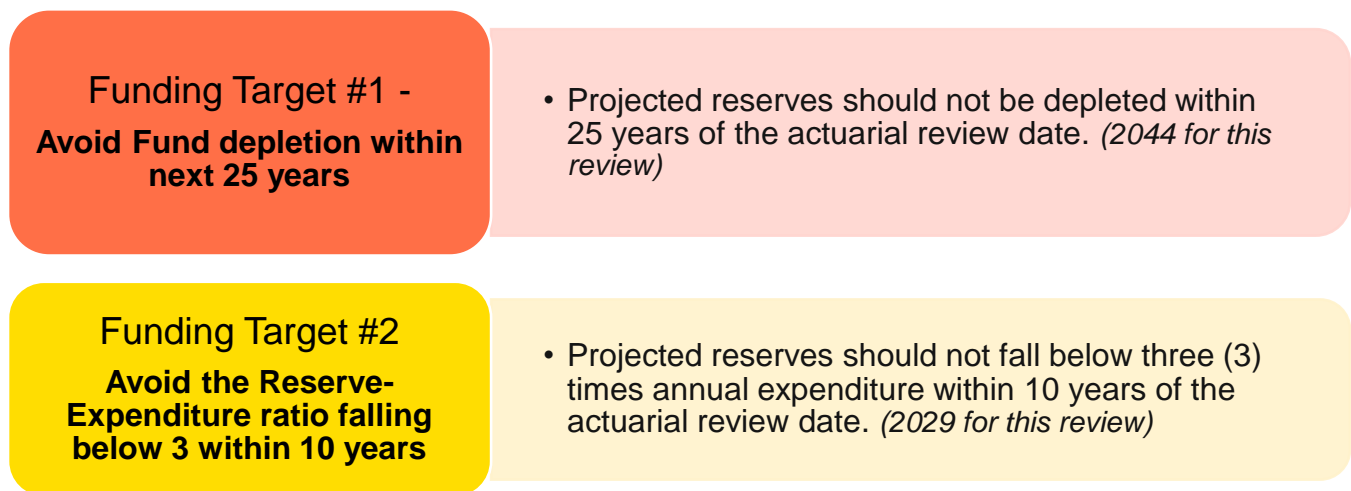 Funding Target #1 -
Avoid Fund depletion within
next 25 years
• Projected reserves should not be depleted within
25 years of the actuarial review date. (2044 for this
review)
Funding Target #2
Avoid the Reserve-
Expenditure ratio falling
below 3 within 10 years
• Projected reserves should not fall below three (3)
times annual expenditure within 10 years of the
actuarial review date. (2029 for this review)